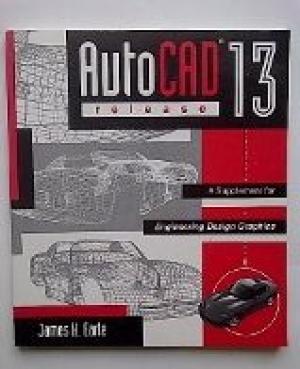 AutoCAD® 13
release
A Supplement for
Engineering Design Graphics
James H. Earle